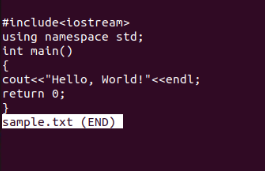 #include<iostream>
using namespace std;
int main()
{
cout<<"Hello, World!"<<endl;
return 0;
}
sample.txt (END)